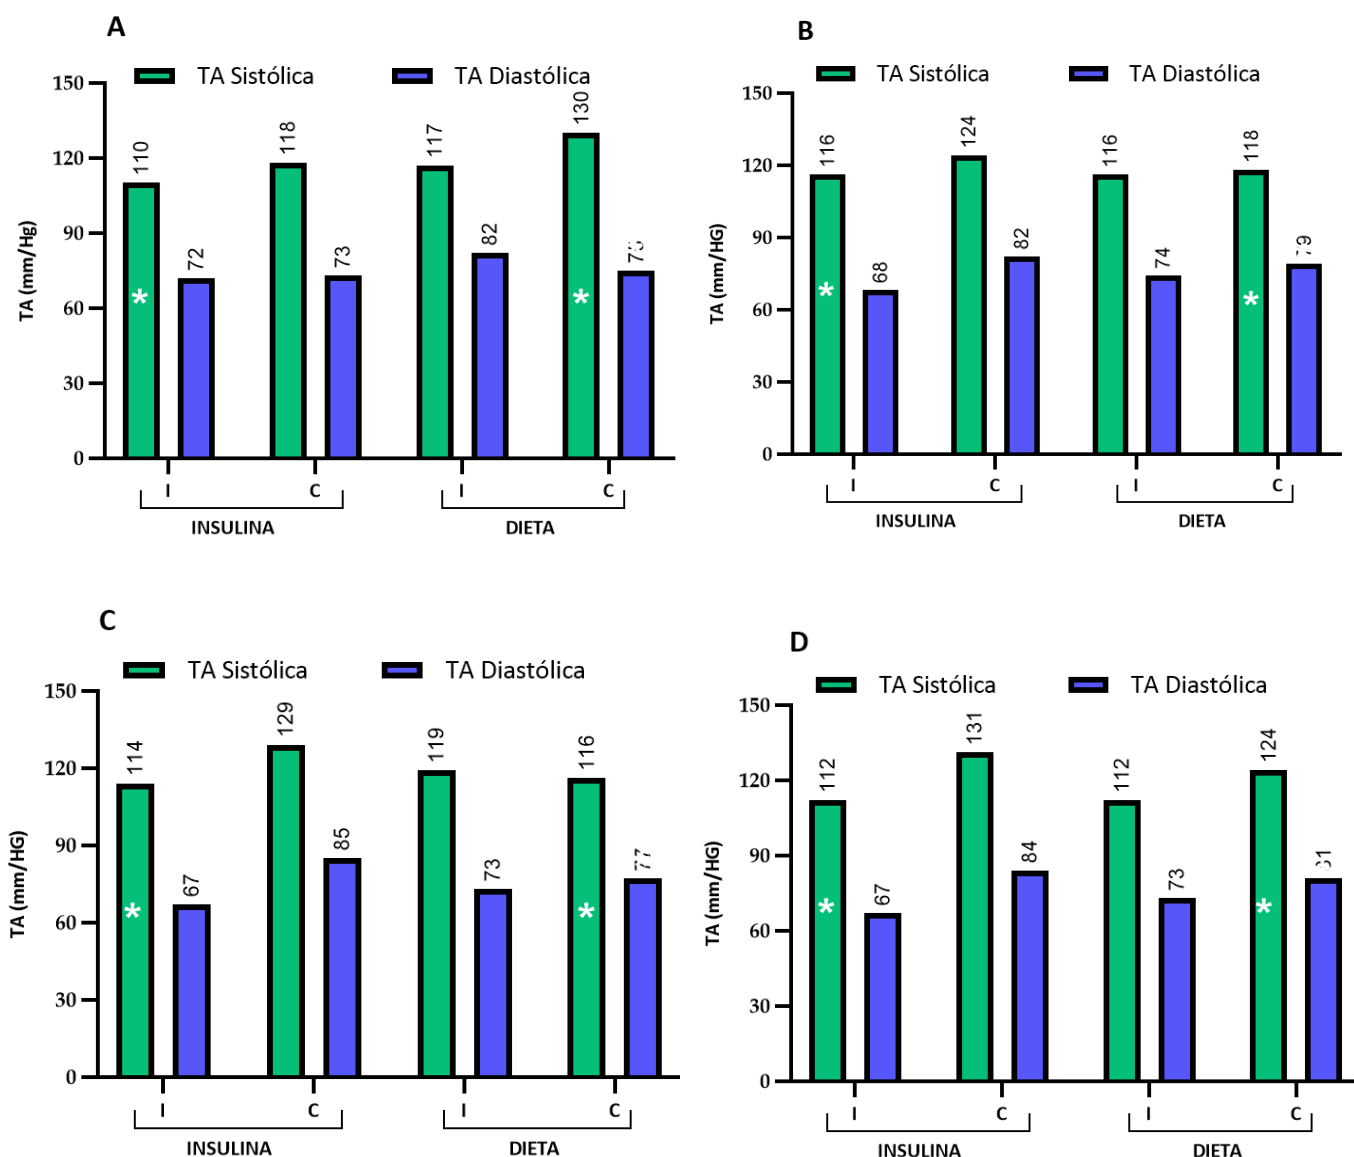 A
TA Sistólica TA Diastólica
150
120
90
60
30
0
TA (mm/Hg)
110 72 118 73 117 82 130 75
* *
I C I C
INSULINA DIETA
B
TA Sistólica TA Diastólica
150
120
90
60
30
0
TA (mm/HG)
116 68 124 82 116 74 118 79
* *
I C I C
INSULINA DIETA
C
TA Sistólica TA Diastólica
150
120
90
60
30
0
TA (mm/HG)
114 67 129 85 119 73 116 77
* *
I C I C
INSULINA DIETA
D
TA Sistólica TA Diastólica
150
120
90
60
30
0
TA (mm/HG)
112 67 131 84 112 73 124 81
* *
I C I C
INSULINA DIETA